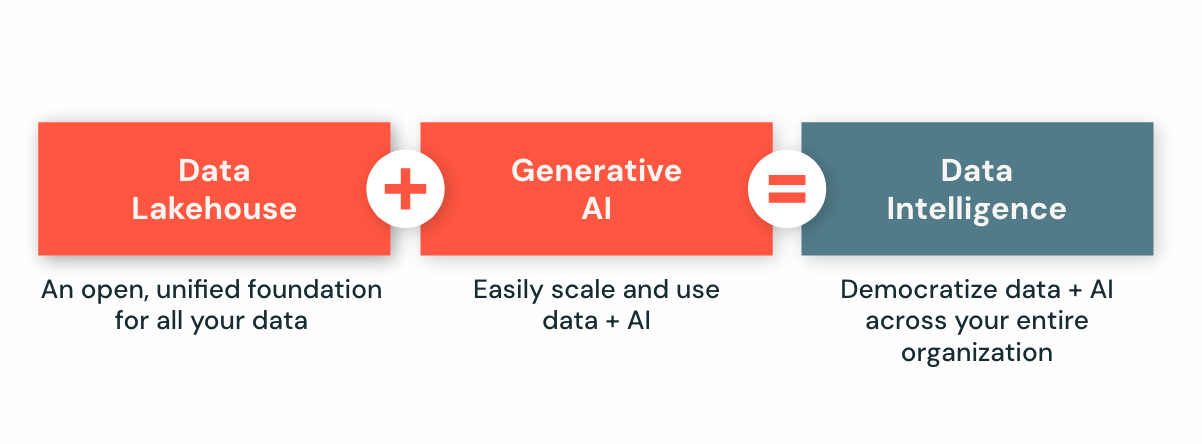 Data
Lakehouse
+
Generative
AI
=
Data
Intelligence
An open, unified foundation
for all your data
Easily scale and use
data + AI
Democratize data + AI
across your entire
organization